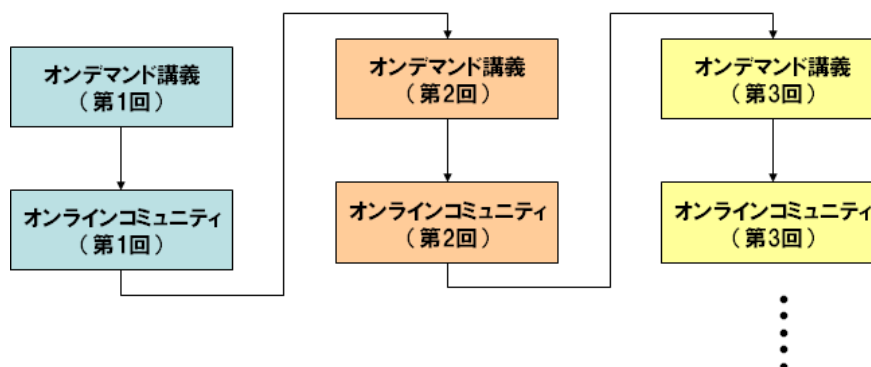 オンデマンド講義
（第1回）
オンラインコミュニティ
（第1回）
オンデマンド講義
（第2回）
オンラインコミュニティ
（第2回）
オンデマンド講義
（第3回）
オンラインコミュニティ
（第3回）